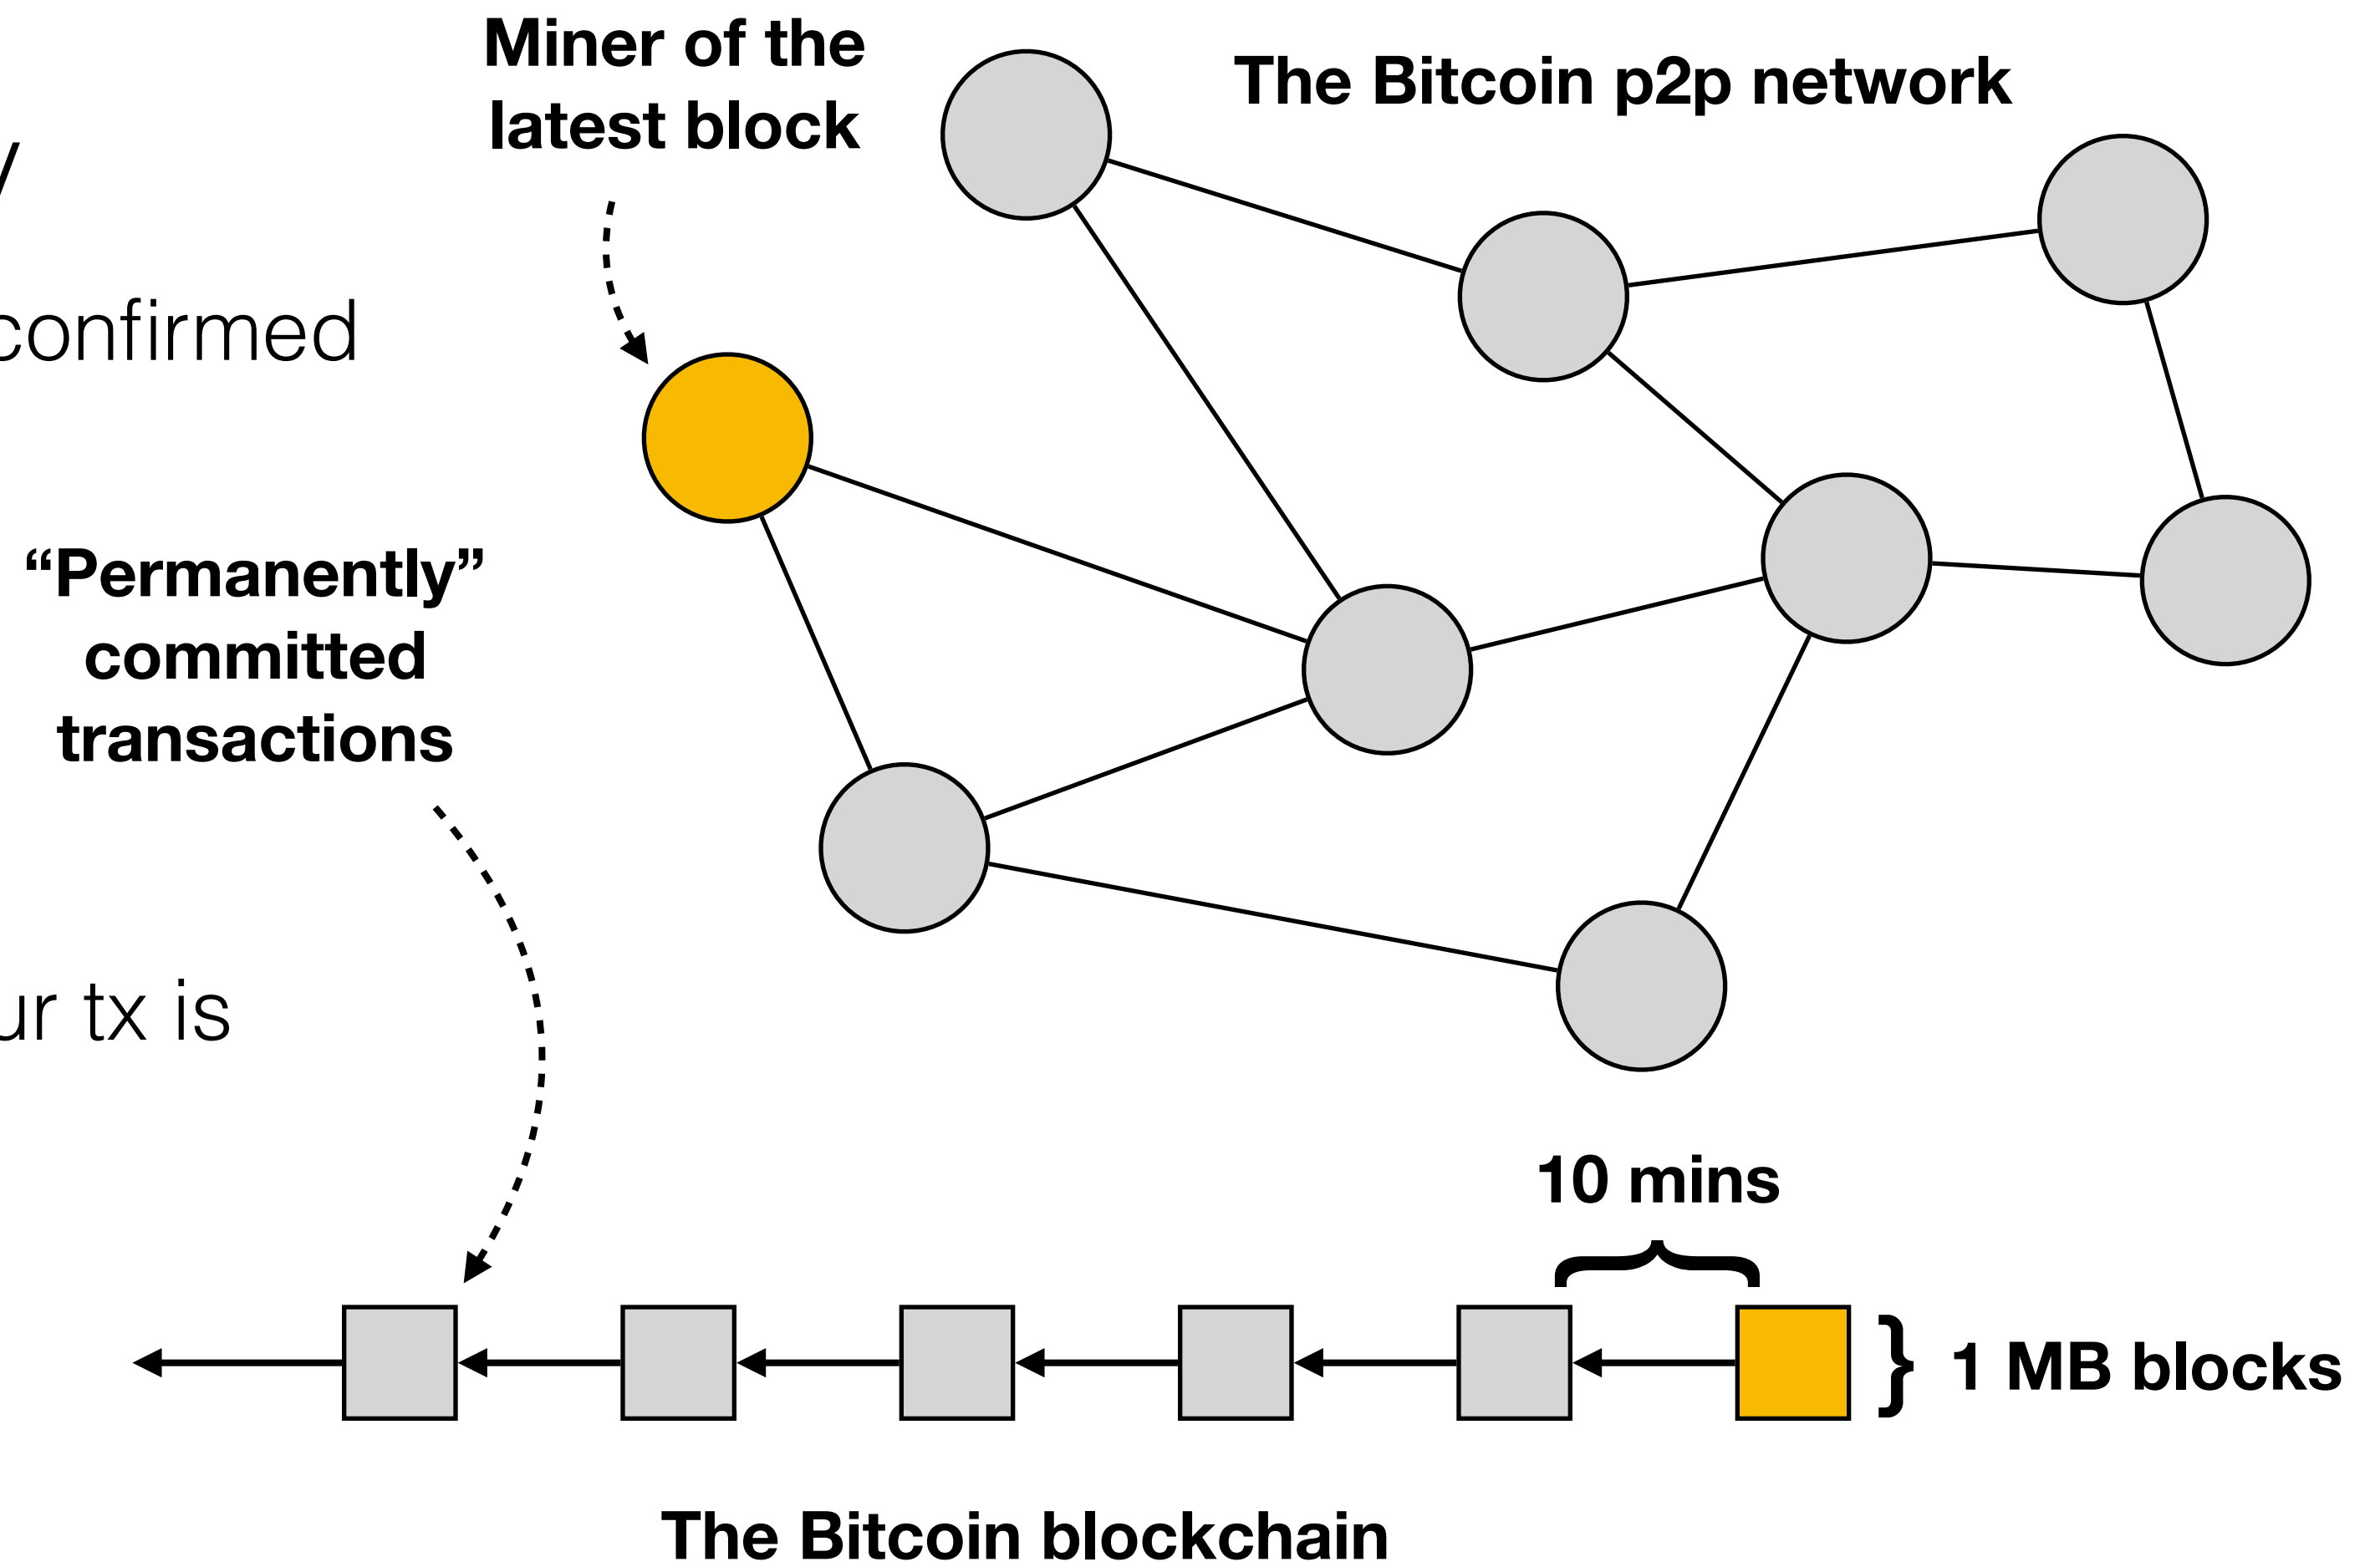 Miner of the
latest block
The Bitcoin p2p network
y
confirmed
“Permanently”
committed
transactions
ur tx is
10 mins
1 MB blocks
The Bitcoin blockchain